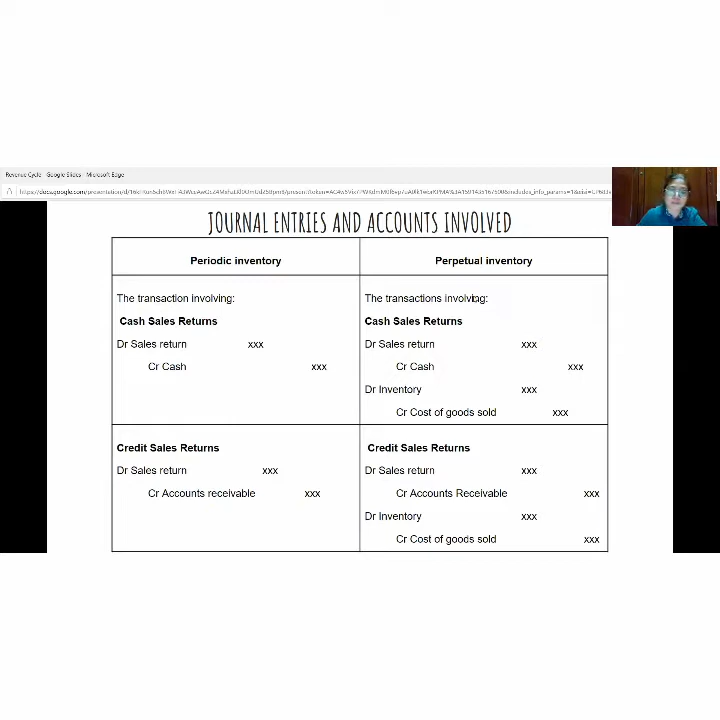 Revenue Cycle - Google Slides - Microsoft Edge
JOURNAL ENTRIES AND ACCOUNTS INVOLVED
Periodic inventory
The transaction involving:
Cash Sales Returns
Dr Sales return xxx
Cr Cash xxx
Perpetual inventory
The transactions involving:
Cash Sales Returns
Dr Sales return xxx
Cr Cash xxx
Dr Inventory xxx
Cr Cost of goods sold xxx
Credit Sales Returns
Dr Sales return xxx
Cr Accounts receivable xxx
Credit Sales Returns
Dr Sales return xxx
Cr Accounts Receivable xxx
Dr Inventory xxx
Cr Cost of goods sold xxx